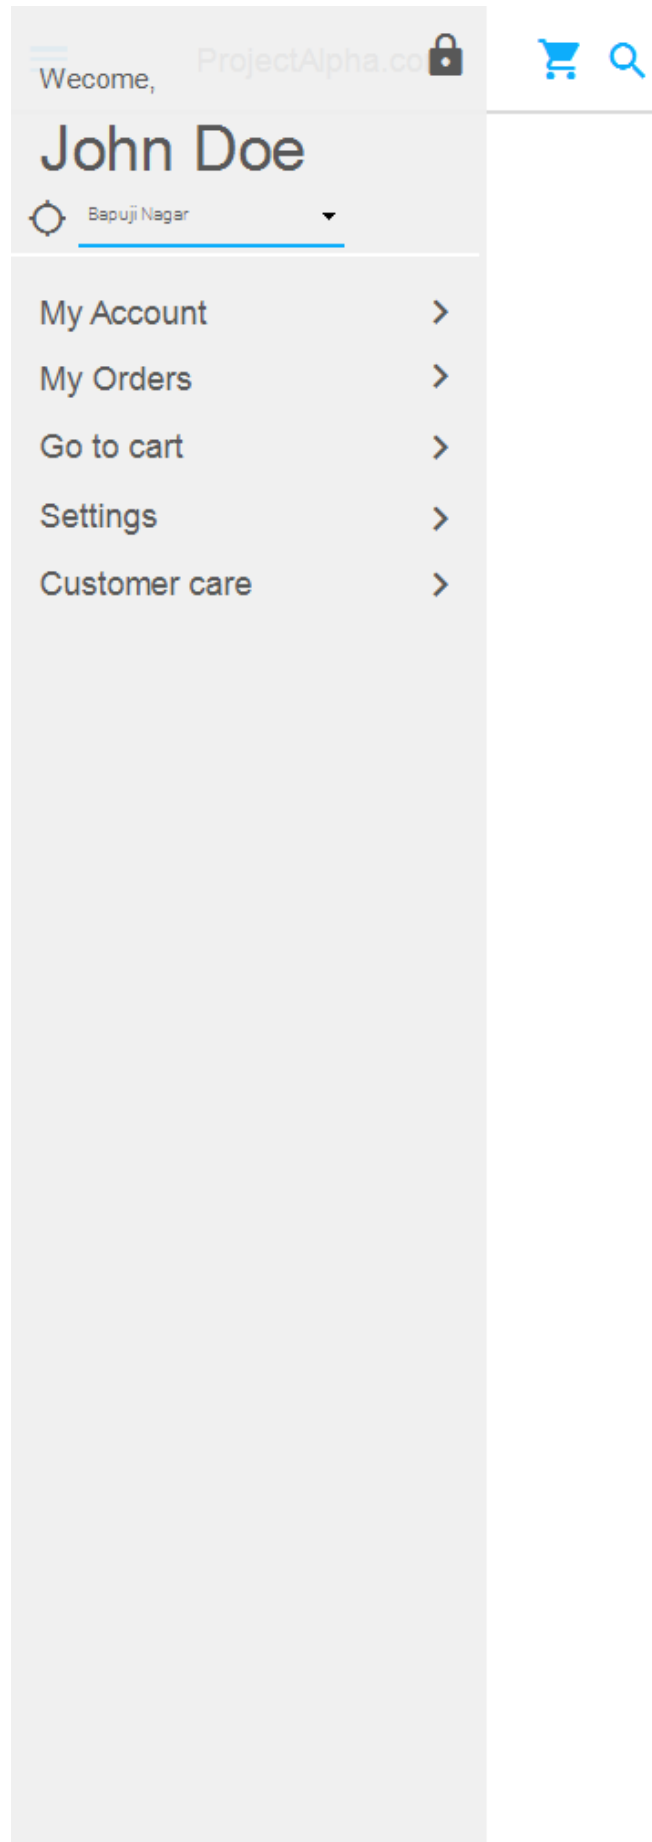 ProjectAlpha.co
Wecome,
John Doe
Bapuji Nagar
My Account
My Orders
Go to cart
Settings
Customer care